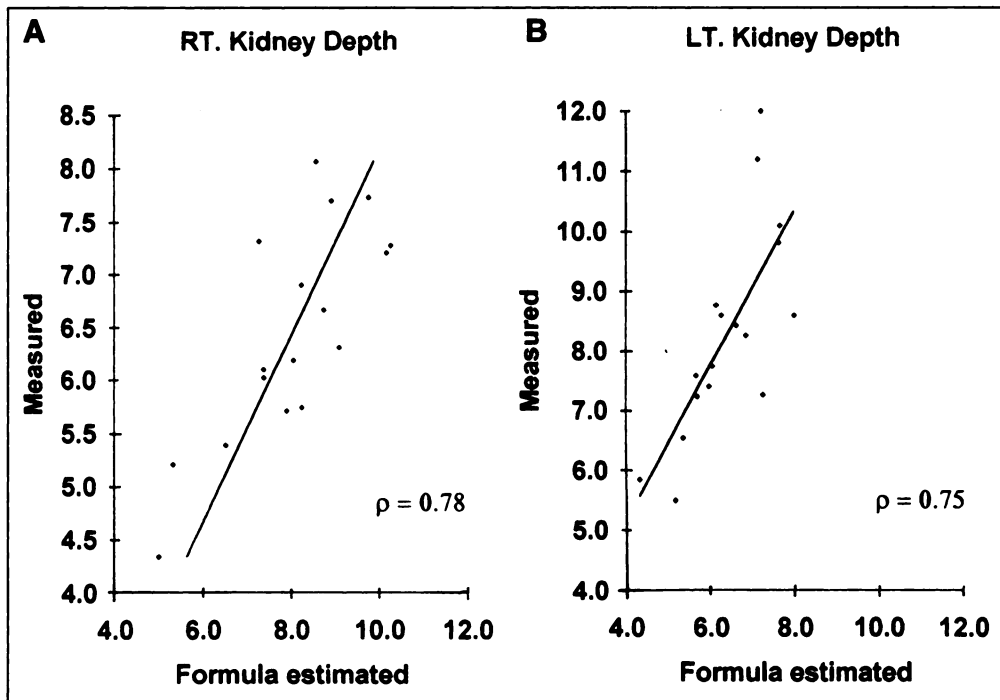 A
RT. Kidney Depth
8.5
8.0
7.5
7.0
6.5
6.0
5.5
5.0
4.5
4.0
Measured
4.0 6.0 8.0 10.0 12.0
Formula estimated
ρ = 0.78
B
LT. Kidney Depth
12.0
11.0
10.0
9.0
8.0
7.0
6.0
5.0
4.0
Measured
4.0 6.0 8.0 10.0 12.0
Formula estimated
ρ = 0.75